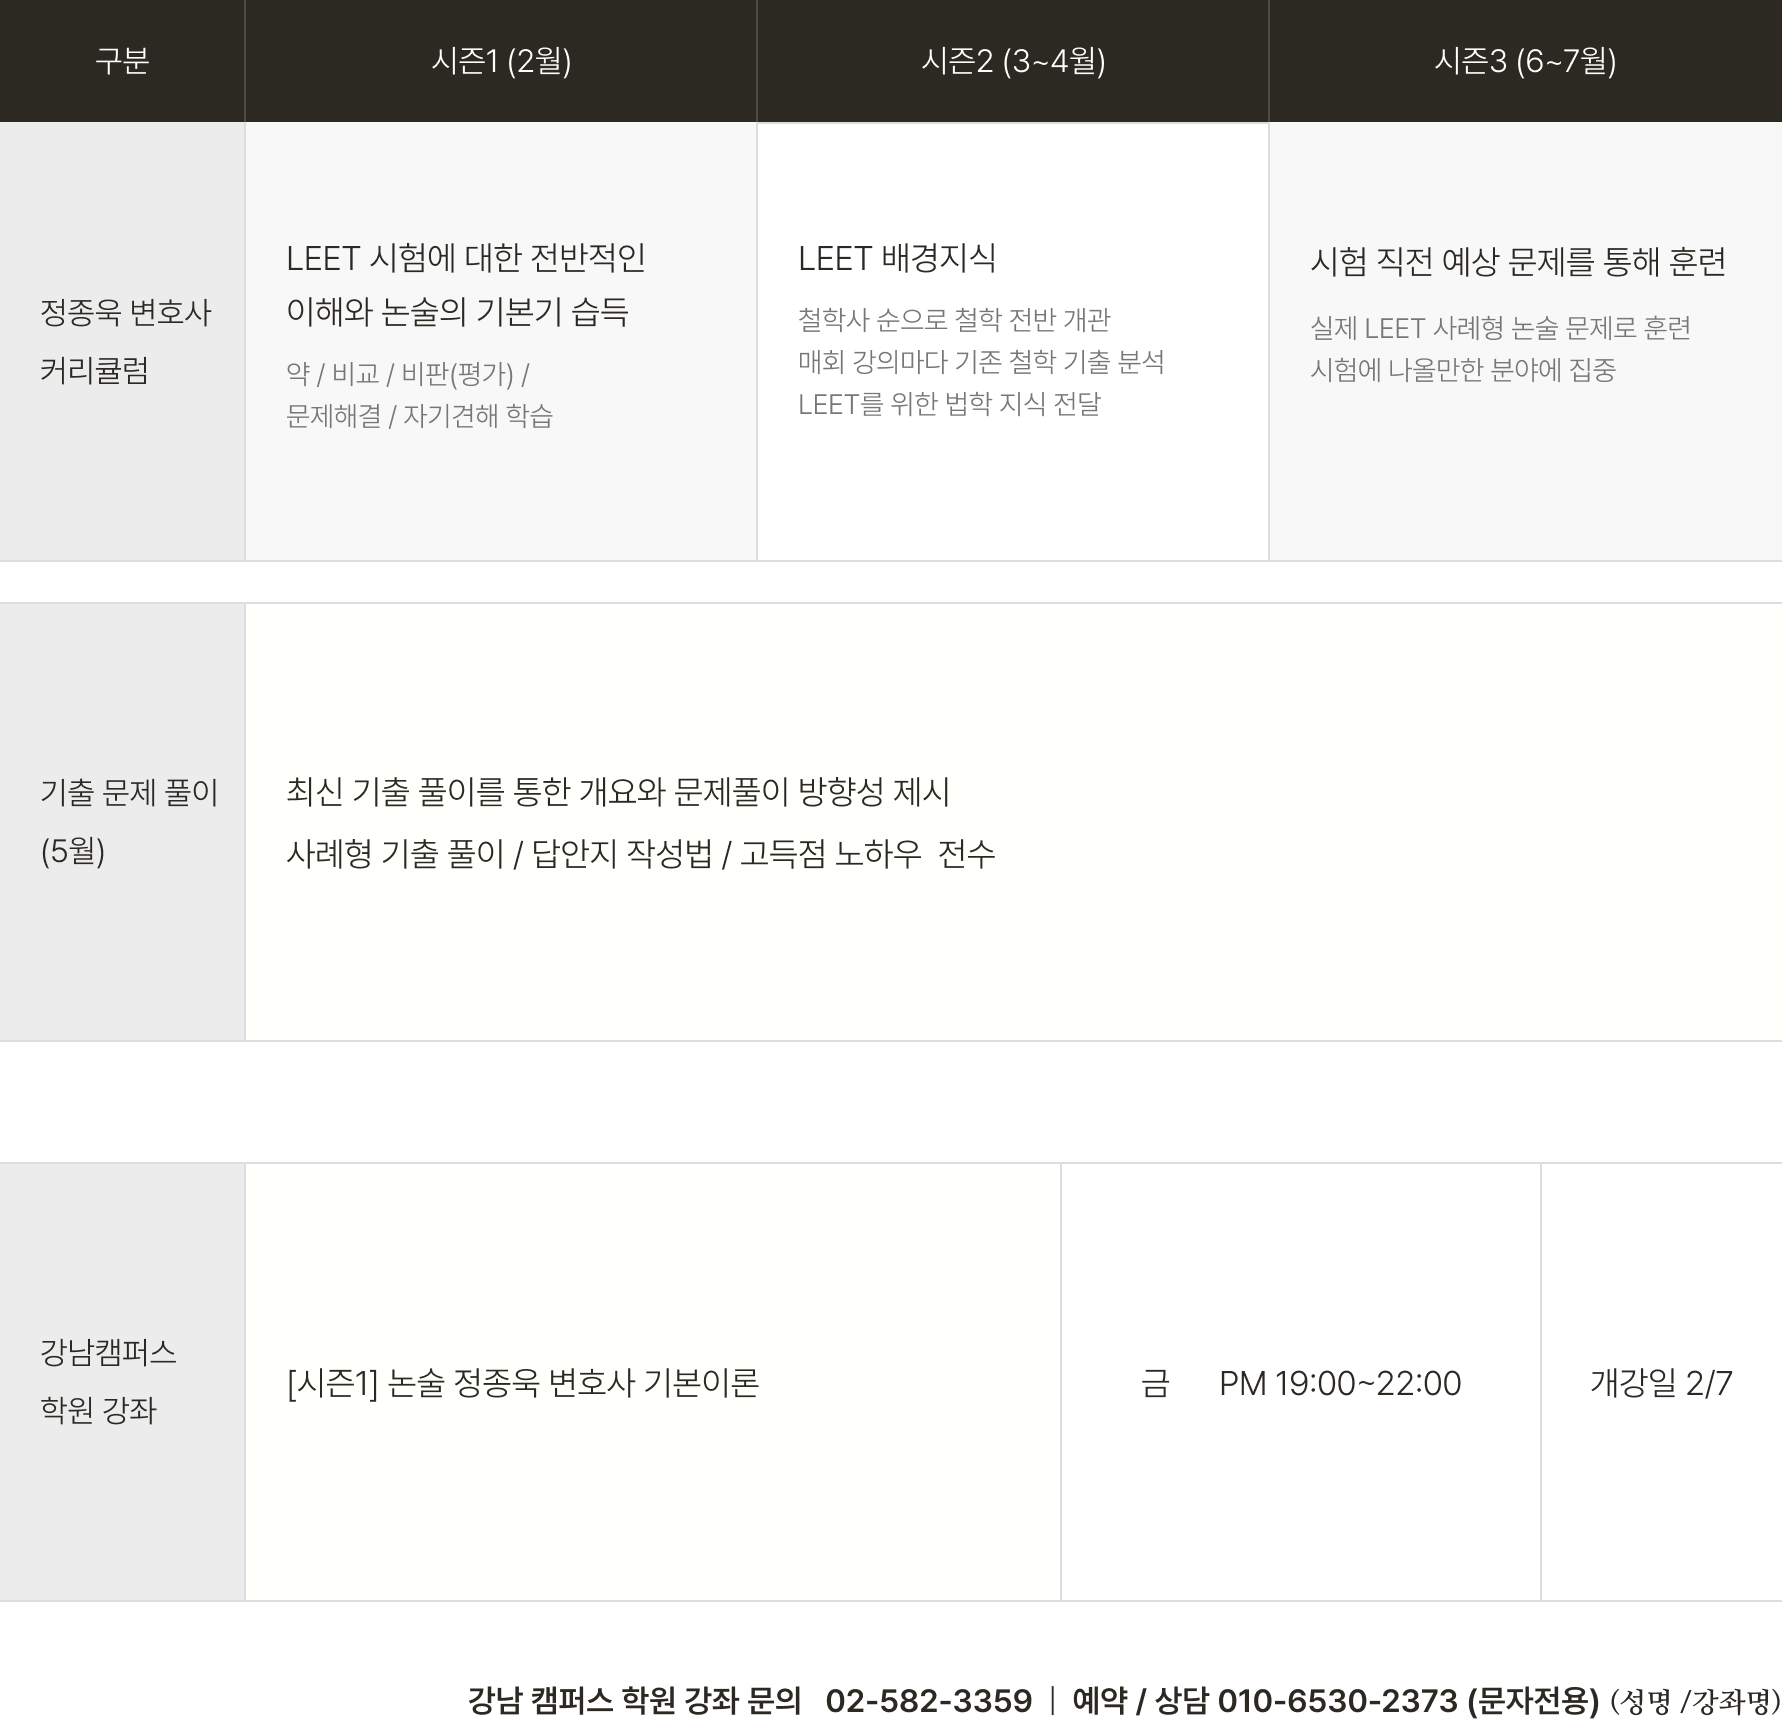 구분
시즌1 (2월)
시즌2 (3~4월)
시즌3 (6~7월)
정종욱 변호사
커리큘럼
LEET 시험에 대한 전반적인
이해와 논술의 기본기 습득
약 / 비교 / 비판(평가) /
문제해결 / 자기견해 학습
LEET 배경지식
철학사 순으로 철학 전반 개관
매회 강의마다 기존 철학 기출 분석
LEET를 위한 법학 지식 전달
시험 직전 예상 문제를 통해 훈련
실제 LEET 사례형 논술 문제로 훈련
시험에 나올만한 분야에 집중
기출 문제 풀이
(5월)
최신 기출 풀이를 통한 개요와 문제풀이 방향성 제시
사례형 기출 풀이 / 답안지 작성법 / 고득점 노하우 전수
강남캠퍼스
학원 강좌
[시즌1] 논술 정종욱 변호사 기본이론
금 PM 19:00~22:00
개강일 2/7
강남 캠퍼스 학원 강좌 문의 02-582-3359 | 예약 / 상담 010-6530-2373 (문자전용) (성명 /강좌명)